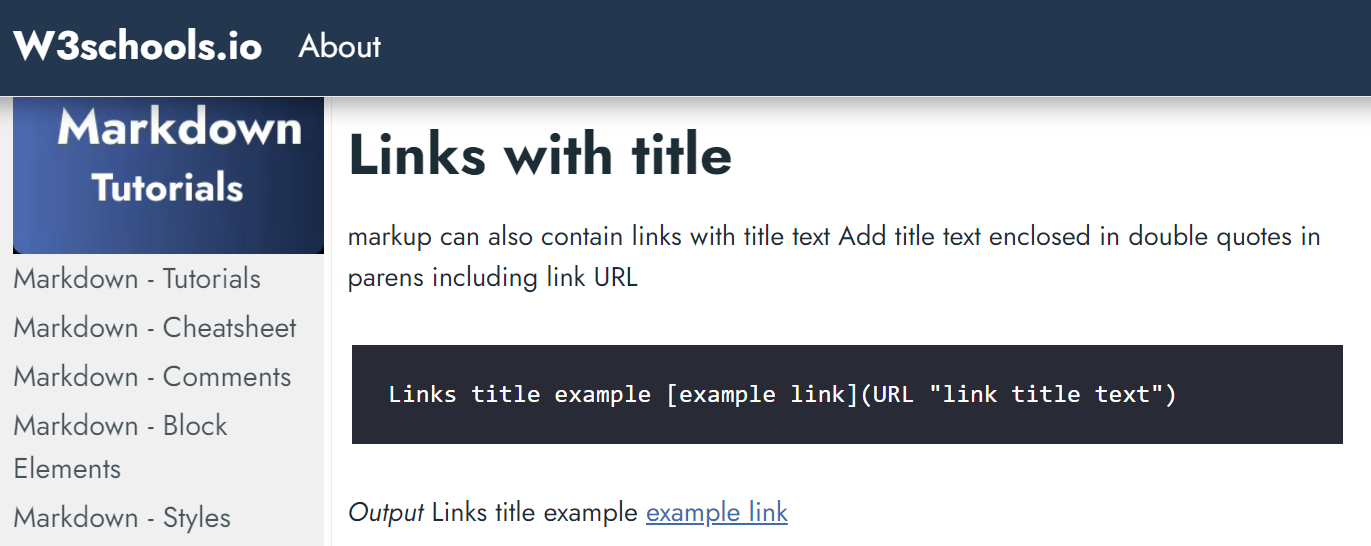 W3schools.io About
Markdown
Tutorials
Markdown - Tutorials
Markdown - Cheatsheet
Markdown - Comments
Markdown - Block
Elements
Markdown - Styles
Links with title
markup can also contain links with title text Add title text enclosed in double quotes in
parens including link URL
Links title example [example link](URL "link title text")
Output Links title example example link